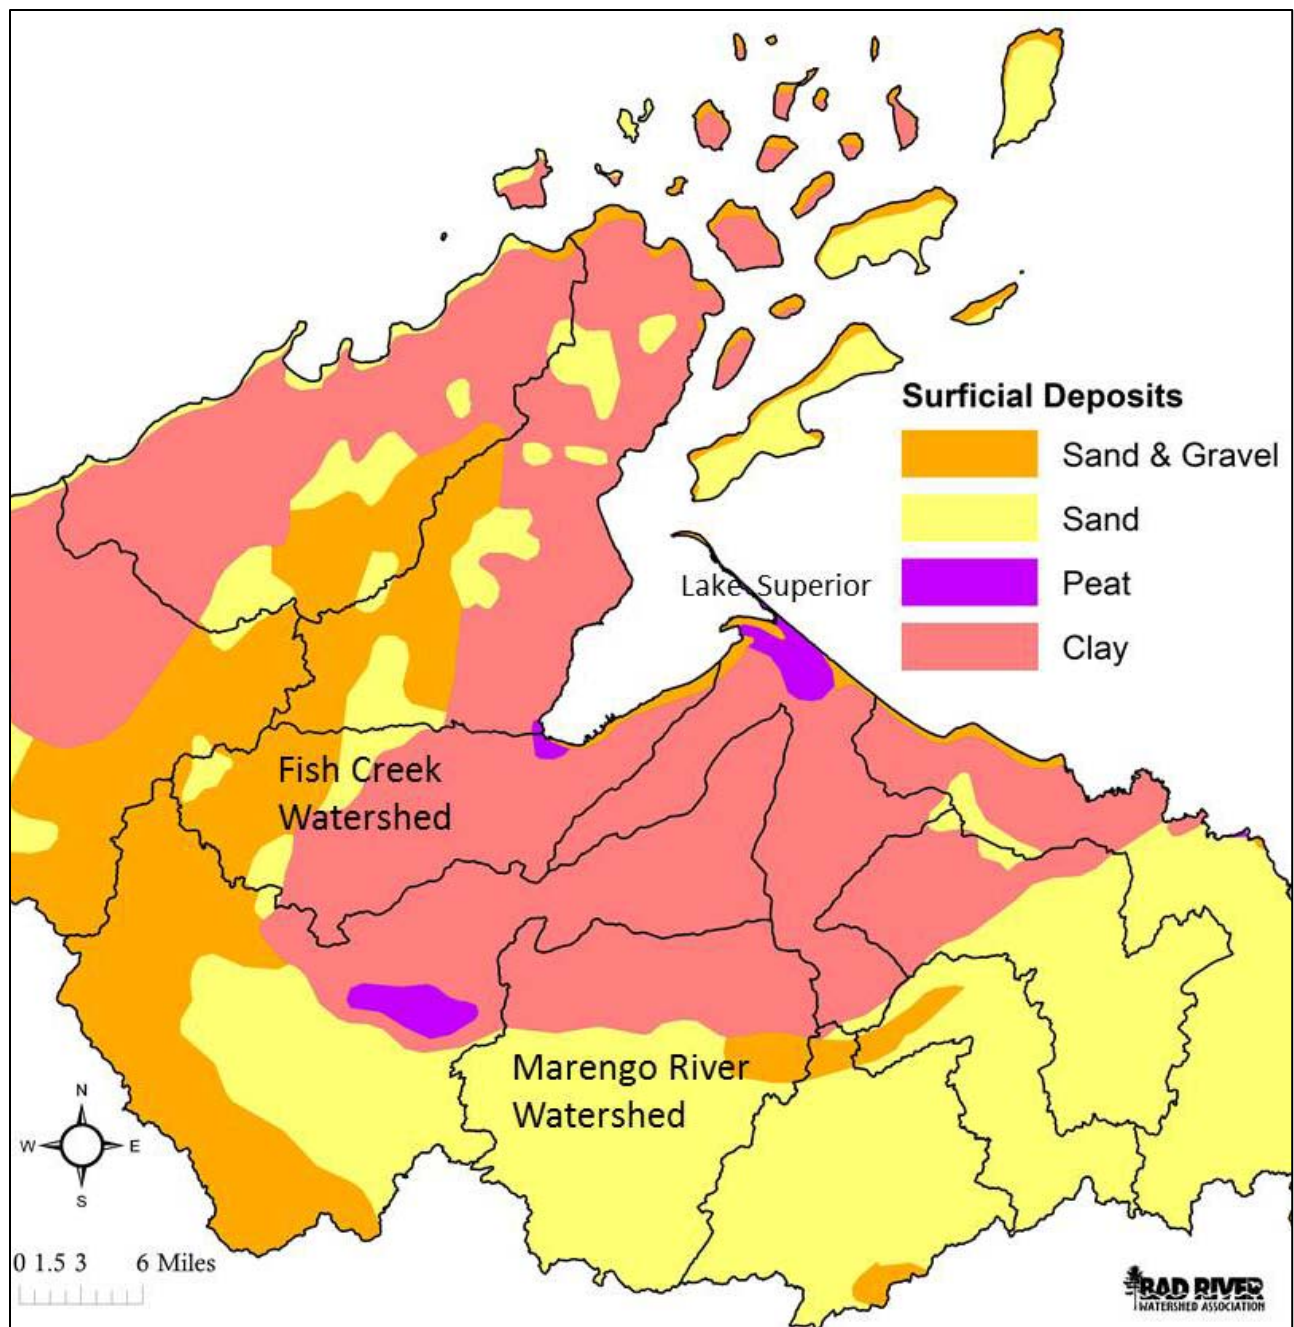 Surficial Deposits
Sand & Gravel
Sand
Peat
Clay
Lake Superior
Fish Creek
Watershed
Marengo River
Watershed
N
W E
S
0 1.5 3 6 Miles
BAD RIVER
WATERSHED ASSOCIATION